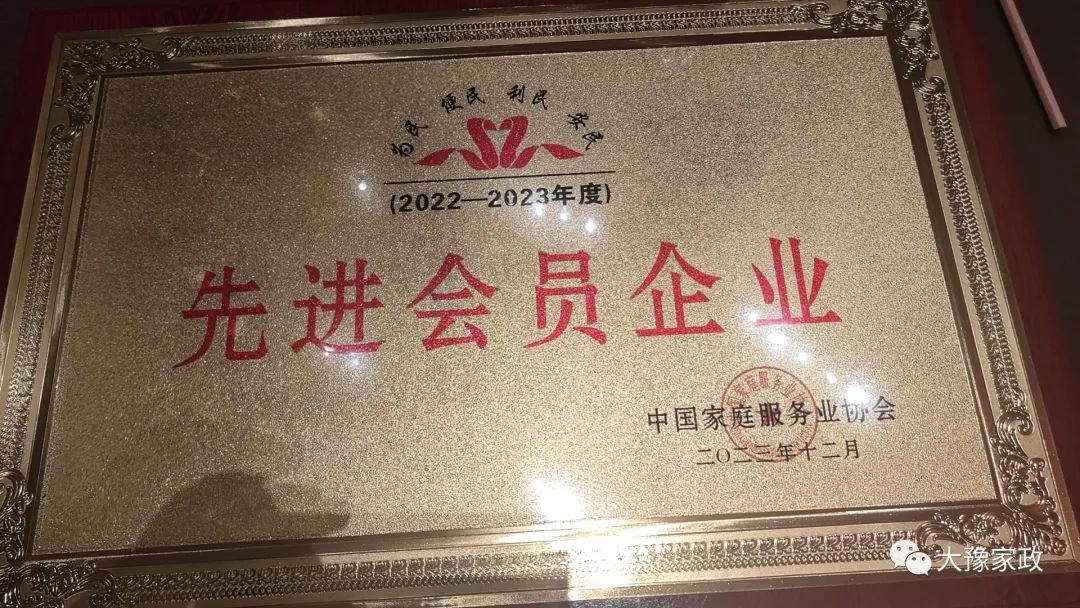 为民 便民 利民 安民
(2022—2023年度)
先进会员企业
中国家庭服务业协会
二〇二三年十二月
大豫家政